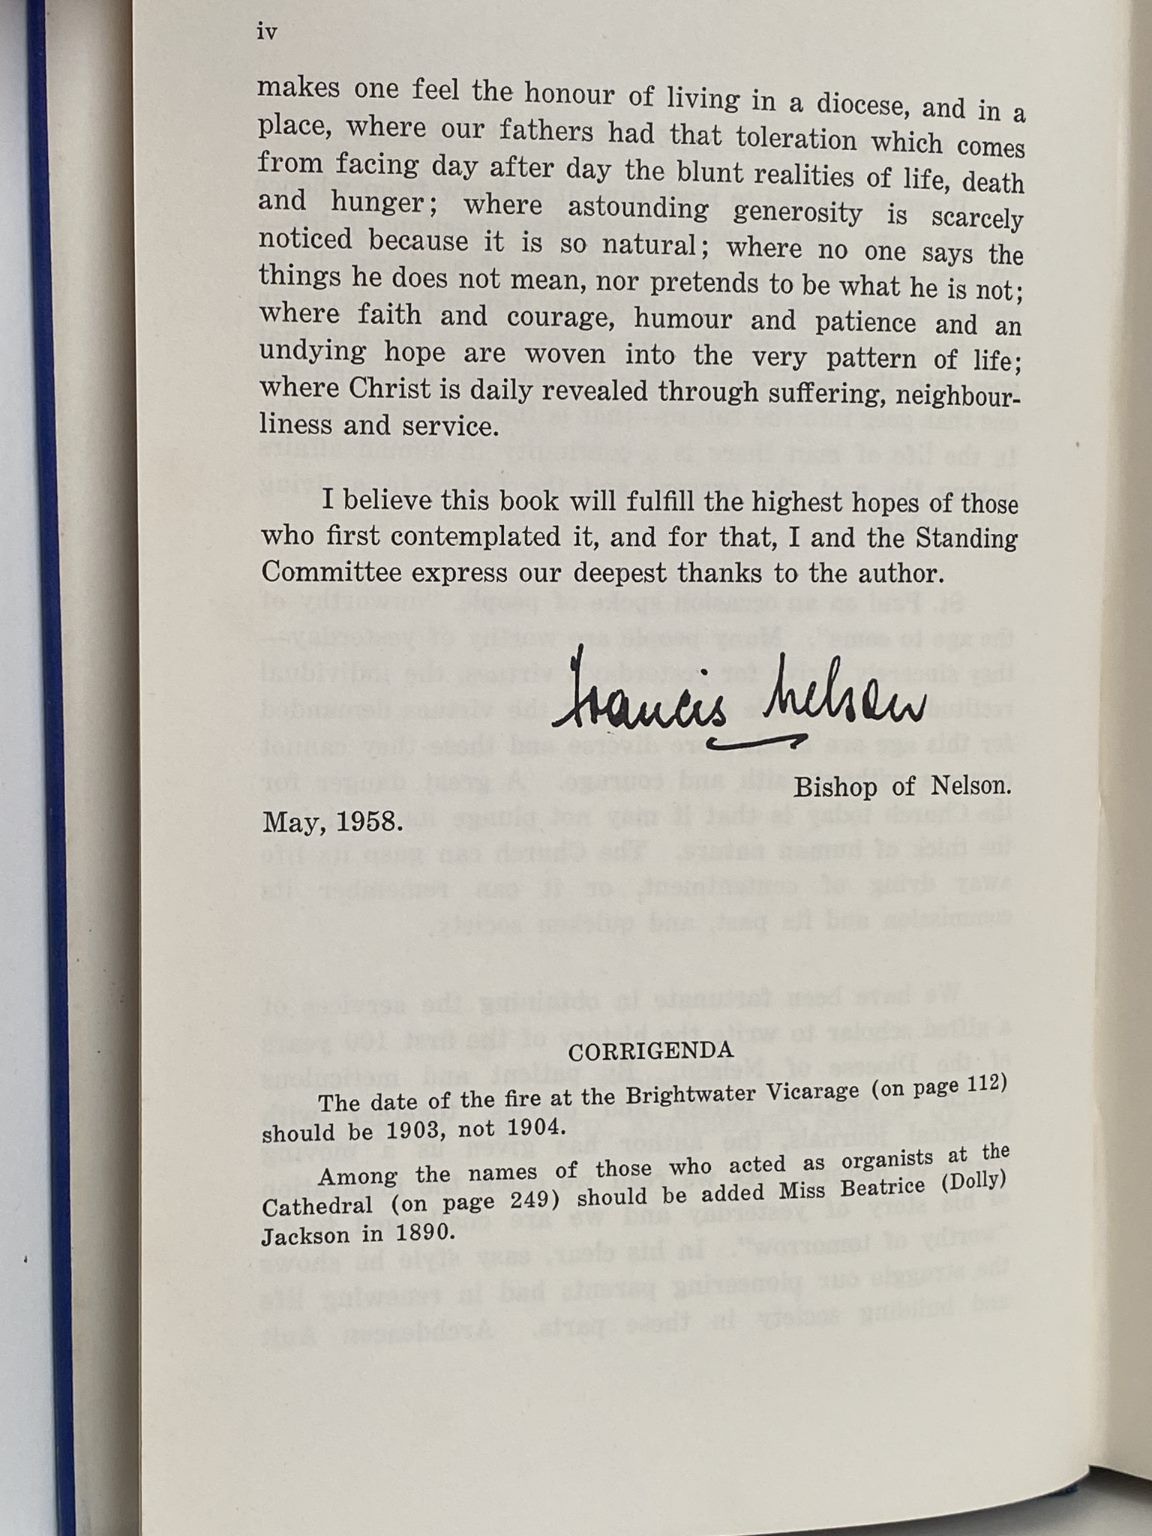 iv
makes one feel the honour of living in a diocese, and in a
place, where our fathers had that toleration which comes
from facing day after day the blunt realities of life, death
and hunger; where astounding generosity is scarcely
noticed because it is so natural; where no one says the
things he does not mean, nor pretends to be what he is not;
where faith and courage, humour and patience and an
undying hope are woven into the very pattern of life;
where Christ is daily revealed through suffering, neighbour-
liness and service.
I believe this book will fulfill the highest hopes of those
who first contemplated it, and for that, I and the Standing
Committee express our deepest thanks to the author.
Francis Nelson
Bishop of Nelson.
May, 1958.
CORRIGENDA
The date of the fire at the Brightwater Vicarage (on page 112)
should be 1903, not 1904.
Among the names of those who acted as organists at the
Cathedral (on page 249) should be added Miss Beatrice (Dolly)
Jackson in 1890.